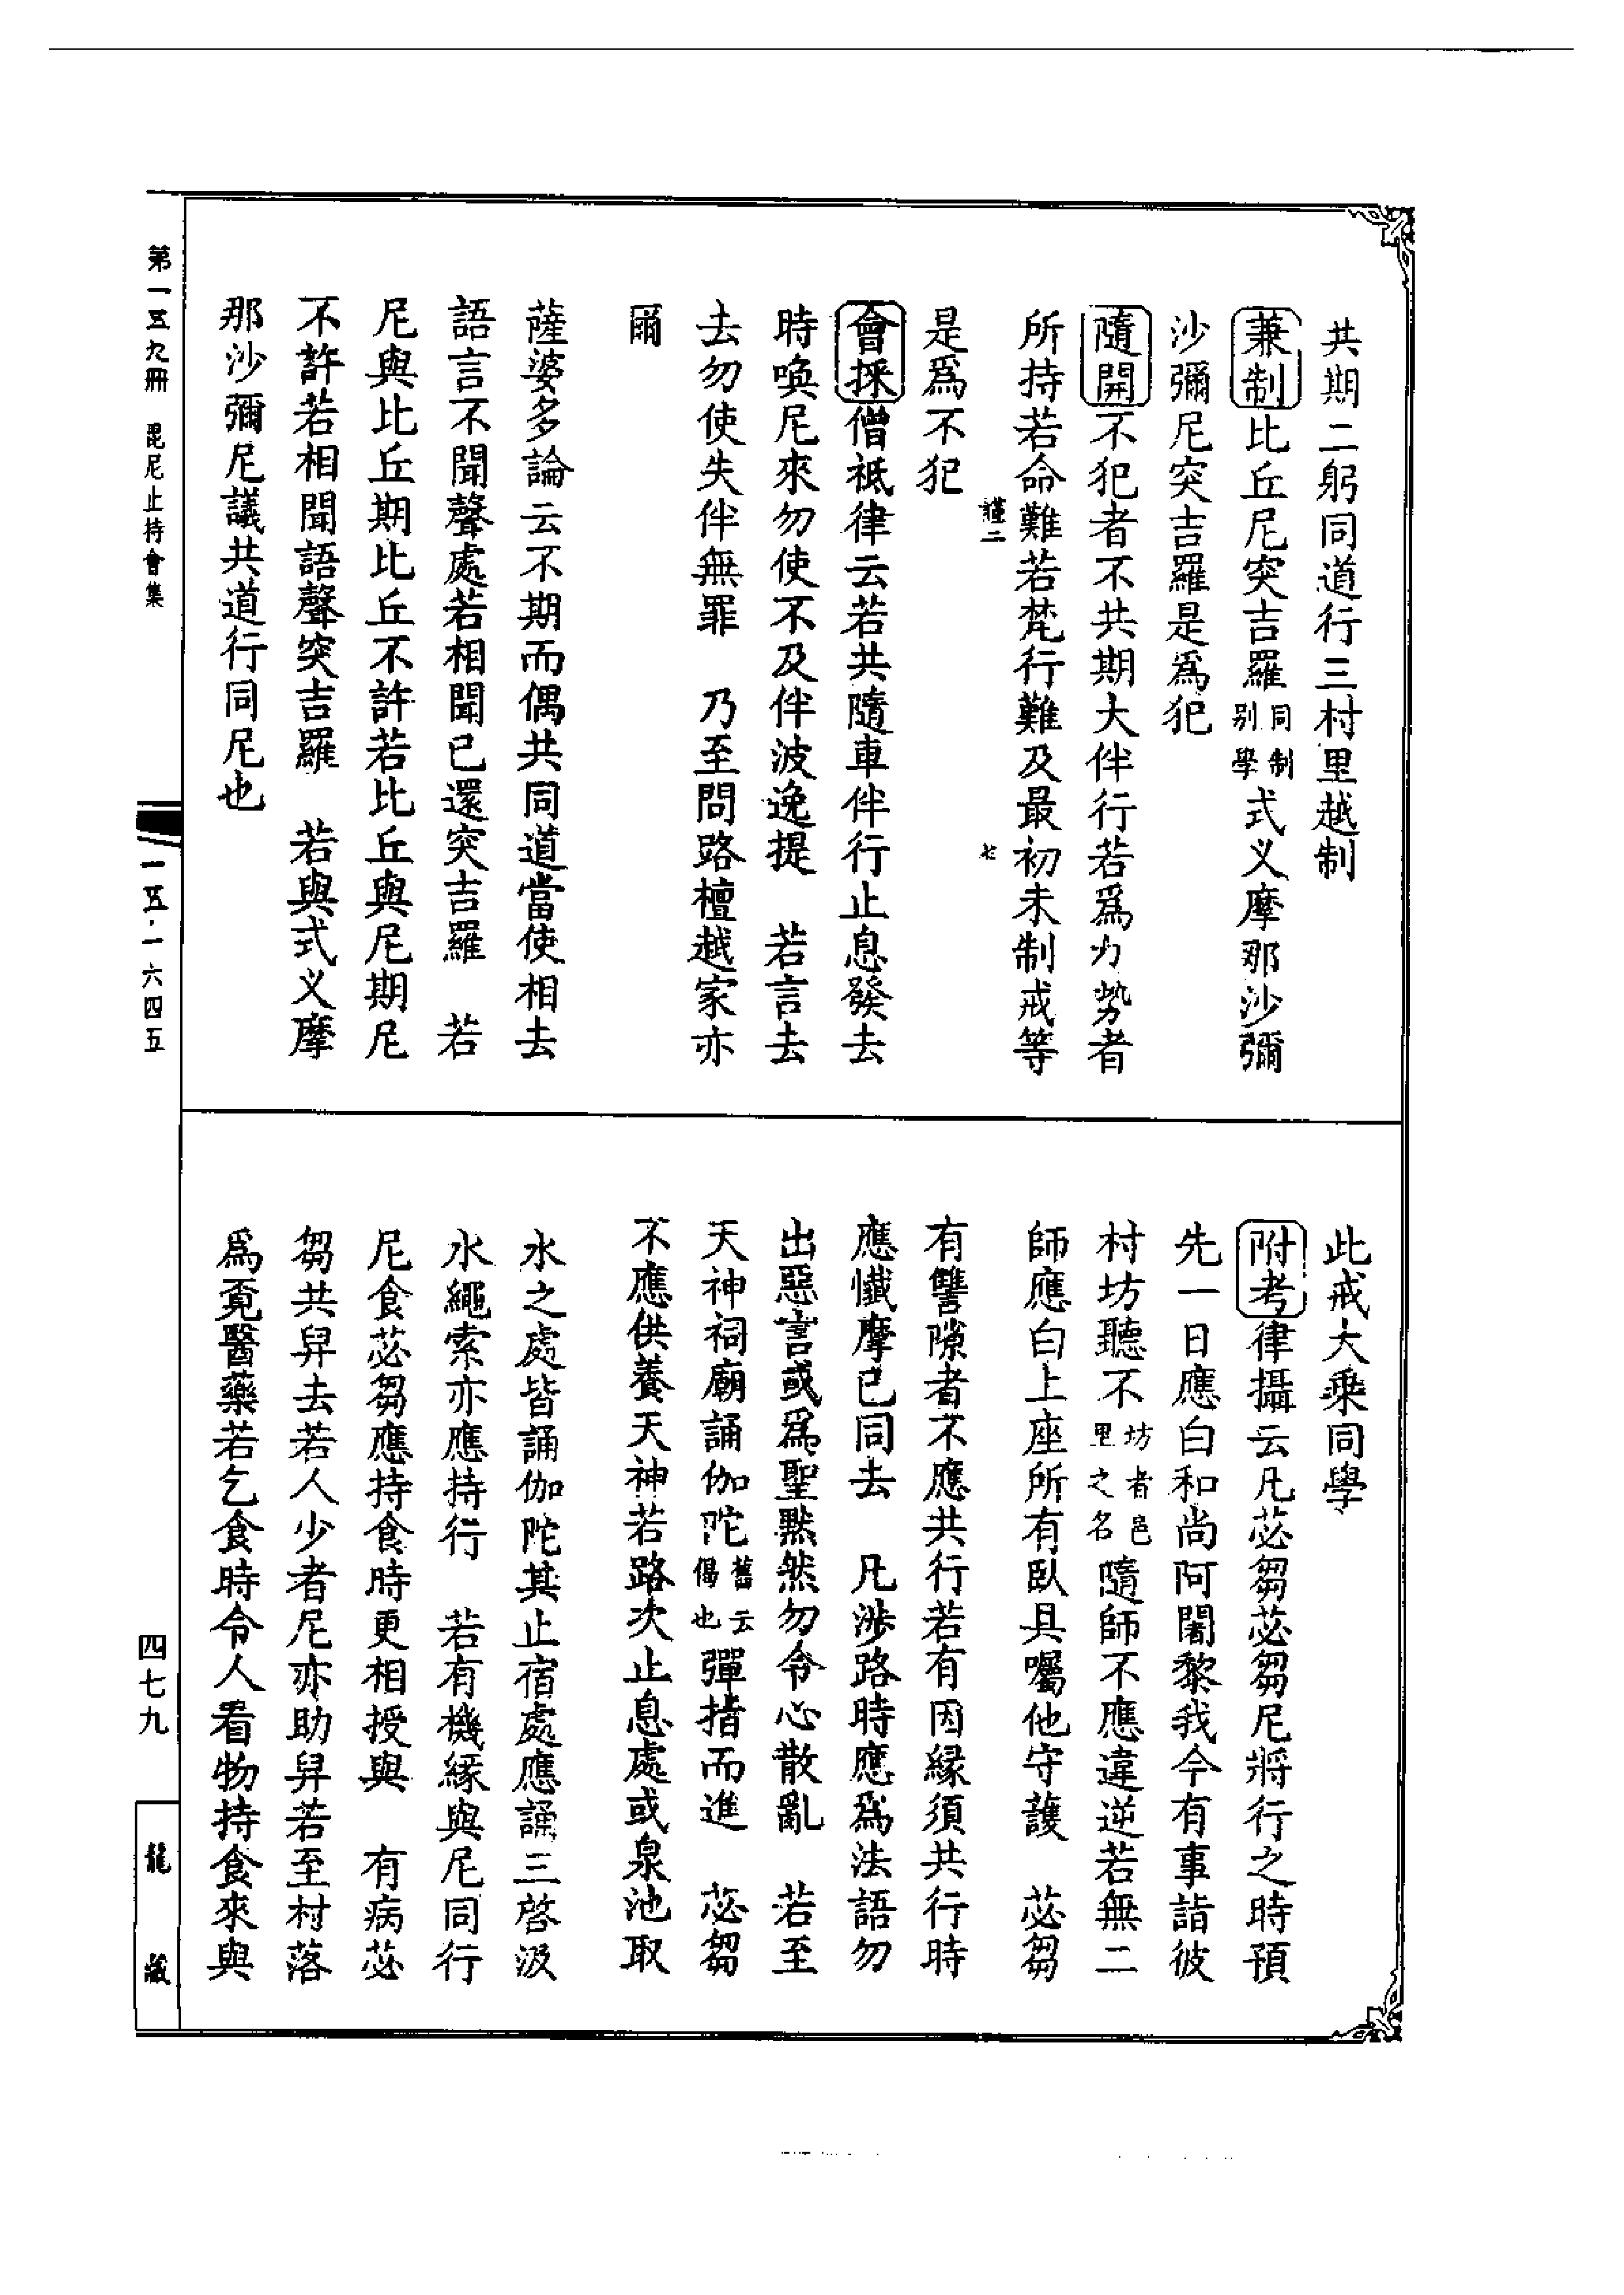 共期二躬同道行三村里越制
兼制比丘尼突吉羅同制別學式义摩那沙彌
沙彌尼突吉羅是爲犯
隨開不犯者不共期大伴行若爲力勢者
所持若命難若梵行難及最初未制戒等
是爲不犯
會採僧祇律云若共隨車伴行止息發去
時喚尼來勿使不及伴波逸提　若言去
去勿使失伴無罪　乃至問路檀越家亦
爾
薩婆多論云不期而偶共同道當使相去
語言不聞聲處若相聞已還突吉羅　若
尼與比丘期比丘不許若比丘與尼期尼
不許若相聞語聲突吉羅　若與式义摩
那沙彌尼議共道行同尼也
此戒大乘同學
附考律攝云凡苾芻苾芻尼將行之時預
先一日應白和尚阿闍黎我今有事詣彼
村坊聽不坊者邑里之名隨師不應違逆若無二
師應白上座所有臥具囑他守護　苾芻
有讐隙者不應共行若有因緣須共行時
應懺摩已同去　凡涉路時應爲法語勿
出惡言或爲聖默然勿令心散亂　若至
天神祠廟誦伽陀舊云偈也彈指而進　苾芻
不應供養天神若路次止息處或泉池取
水之處皆誦伽陀其止宿處應誦三啓汲
水繩索亦應持行　若有機緣與尼同行
尼食苾芻應持食時更相授與　有病苾
芻共舁去若人少者尼亦助舁若至村落
爲覓醫藥若乞食時令人看物持食來與
第一五九冊　毘尼止持會集
一五·一六四五
四七九
龍藏